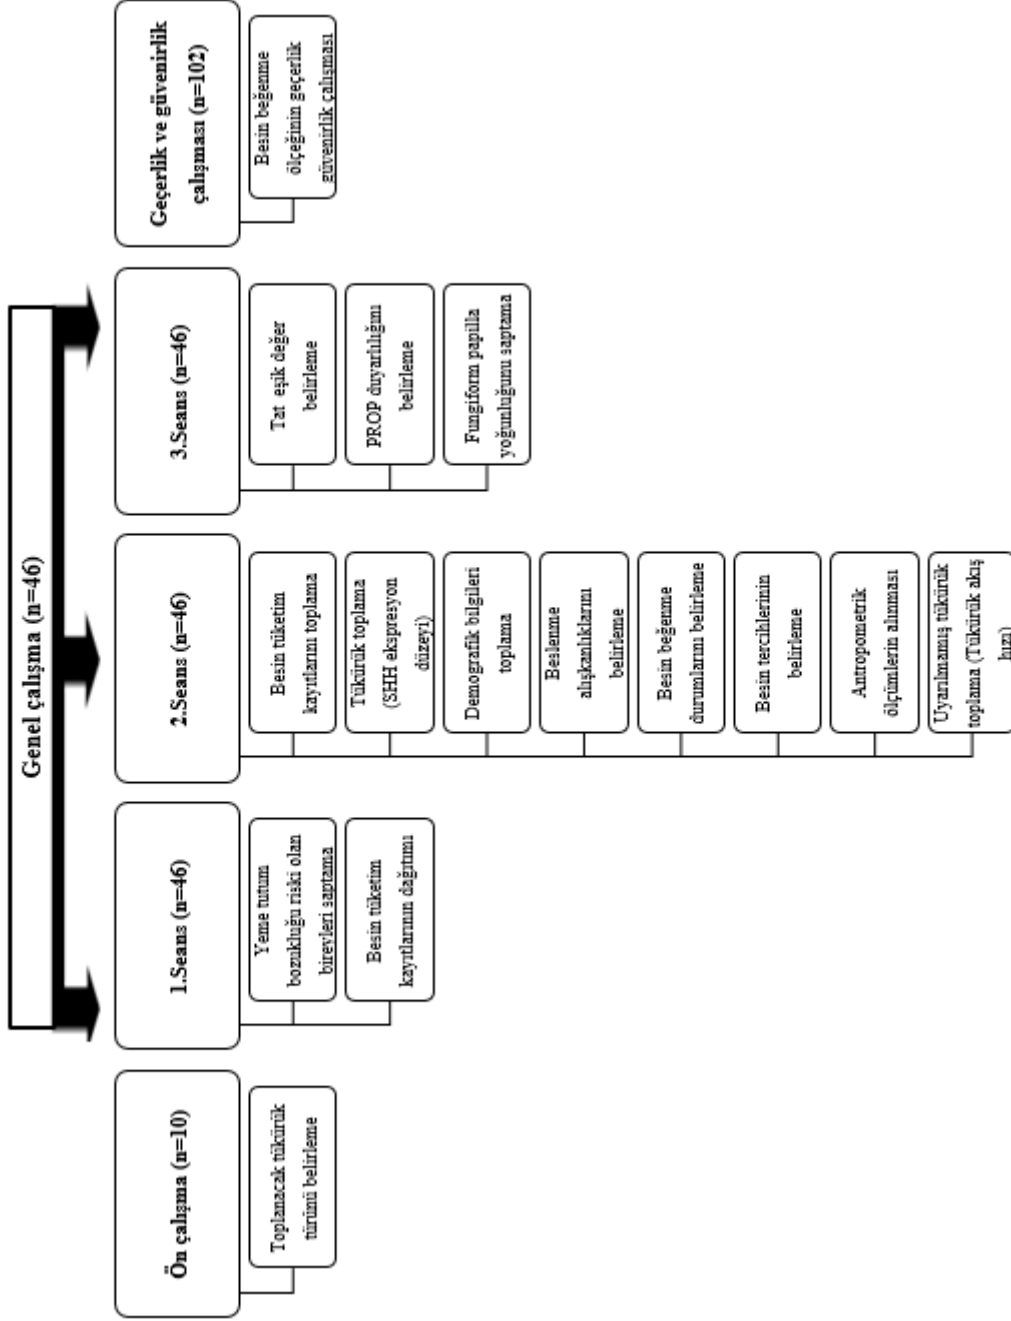 Genel çalışma (n=46)
Ön çalışma (n=10)
Toplanacak tükürük
türünü belirleme
1.Seans (n=46)
Yeme tutum
bozukluğu riski olan
bireyleri saptama
Besin tüketim
kayıtlarının dağıtımı
2.Seans (n=46)
Besin tüketim
kayıtlarını toplama
Tükürük toplama
(SHH ekspresyon
düzeyi)
Demografik bilgileri
toplama
Beslenme
alışkanlıklarını
belirleme
Besin beğenme
durumlarını belirleme
Besin tercihlerinin
belirleme
Antropometrik
ölçümlerin alınması
Uyarılmamış tükürük
toplama (Tükürük akış
hızı)
3.Seans (n=46)
Tat eşik değer
belirleme
PROP duyarlılığını
belirleme
Fungiform papilla
yoğunluğunu saptama
Geçerlik ve güvenirlik
çalışması (n=102)
Besin beğenme
ölçeğinin geçerlik
güvenirlik çalışması